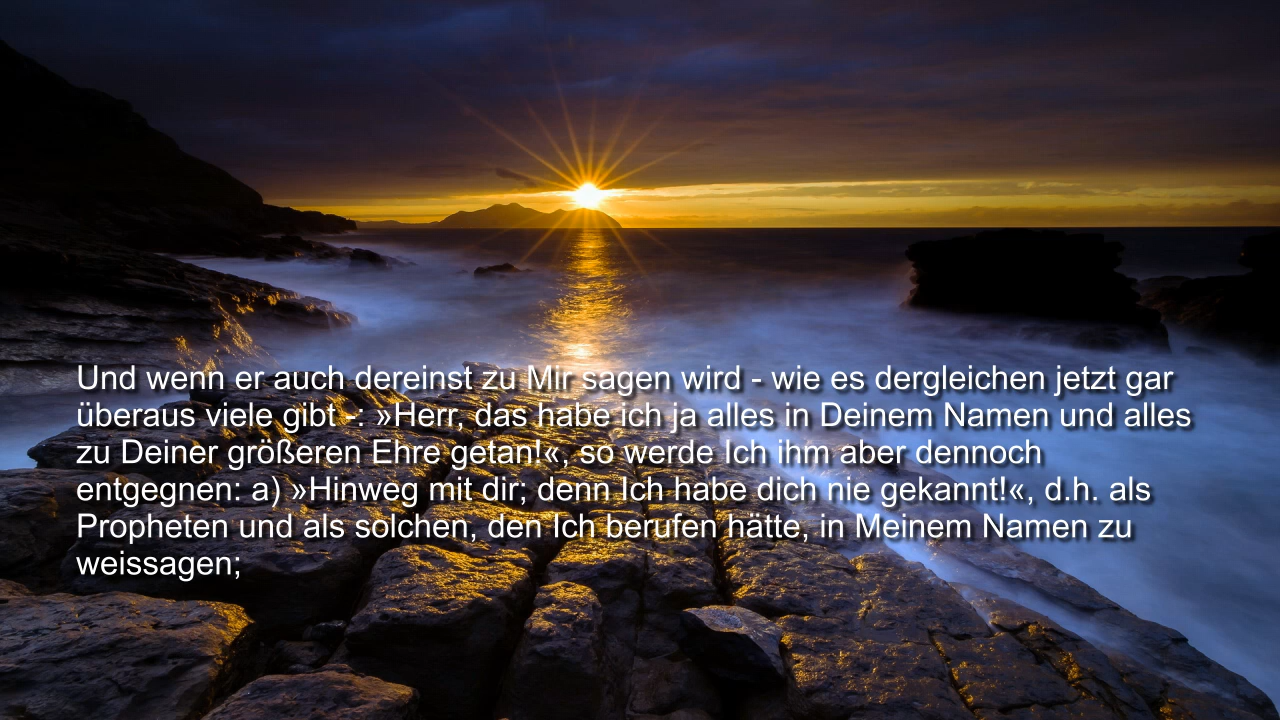 Und wenn er auch dereinst zu Mir sagen wird - wie es dergleichen jetzt gar
überaus viele gibt -: »Herr, das habe ich ja alles in Deinem Namen und alles
zu Deiner größeren Ehre getan!«, so werde Ich ihm aber dennoch
entgegnen: a) »Hinweg mit dir; denn Ich habe dich nie gekannt!«, d.h. als
Propheten und als solchen, den Ich berufen hätte, in Meinem Namen zu
weissagen;